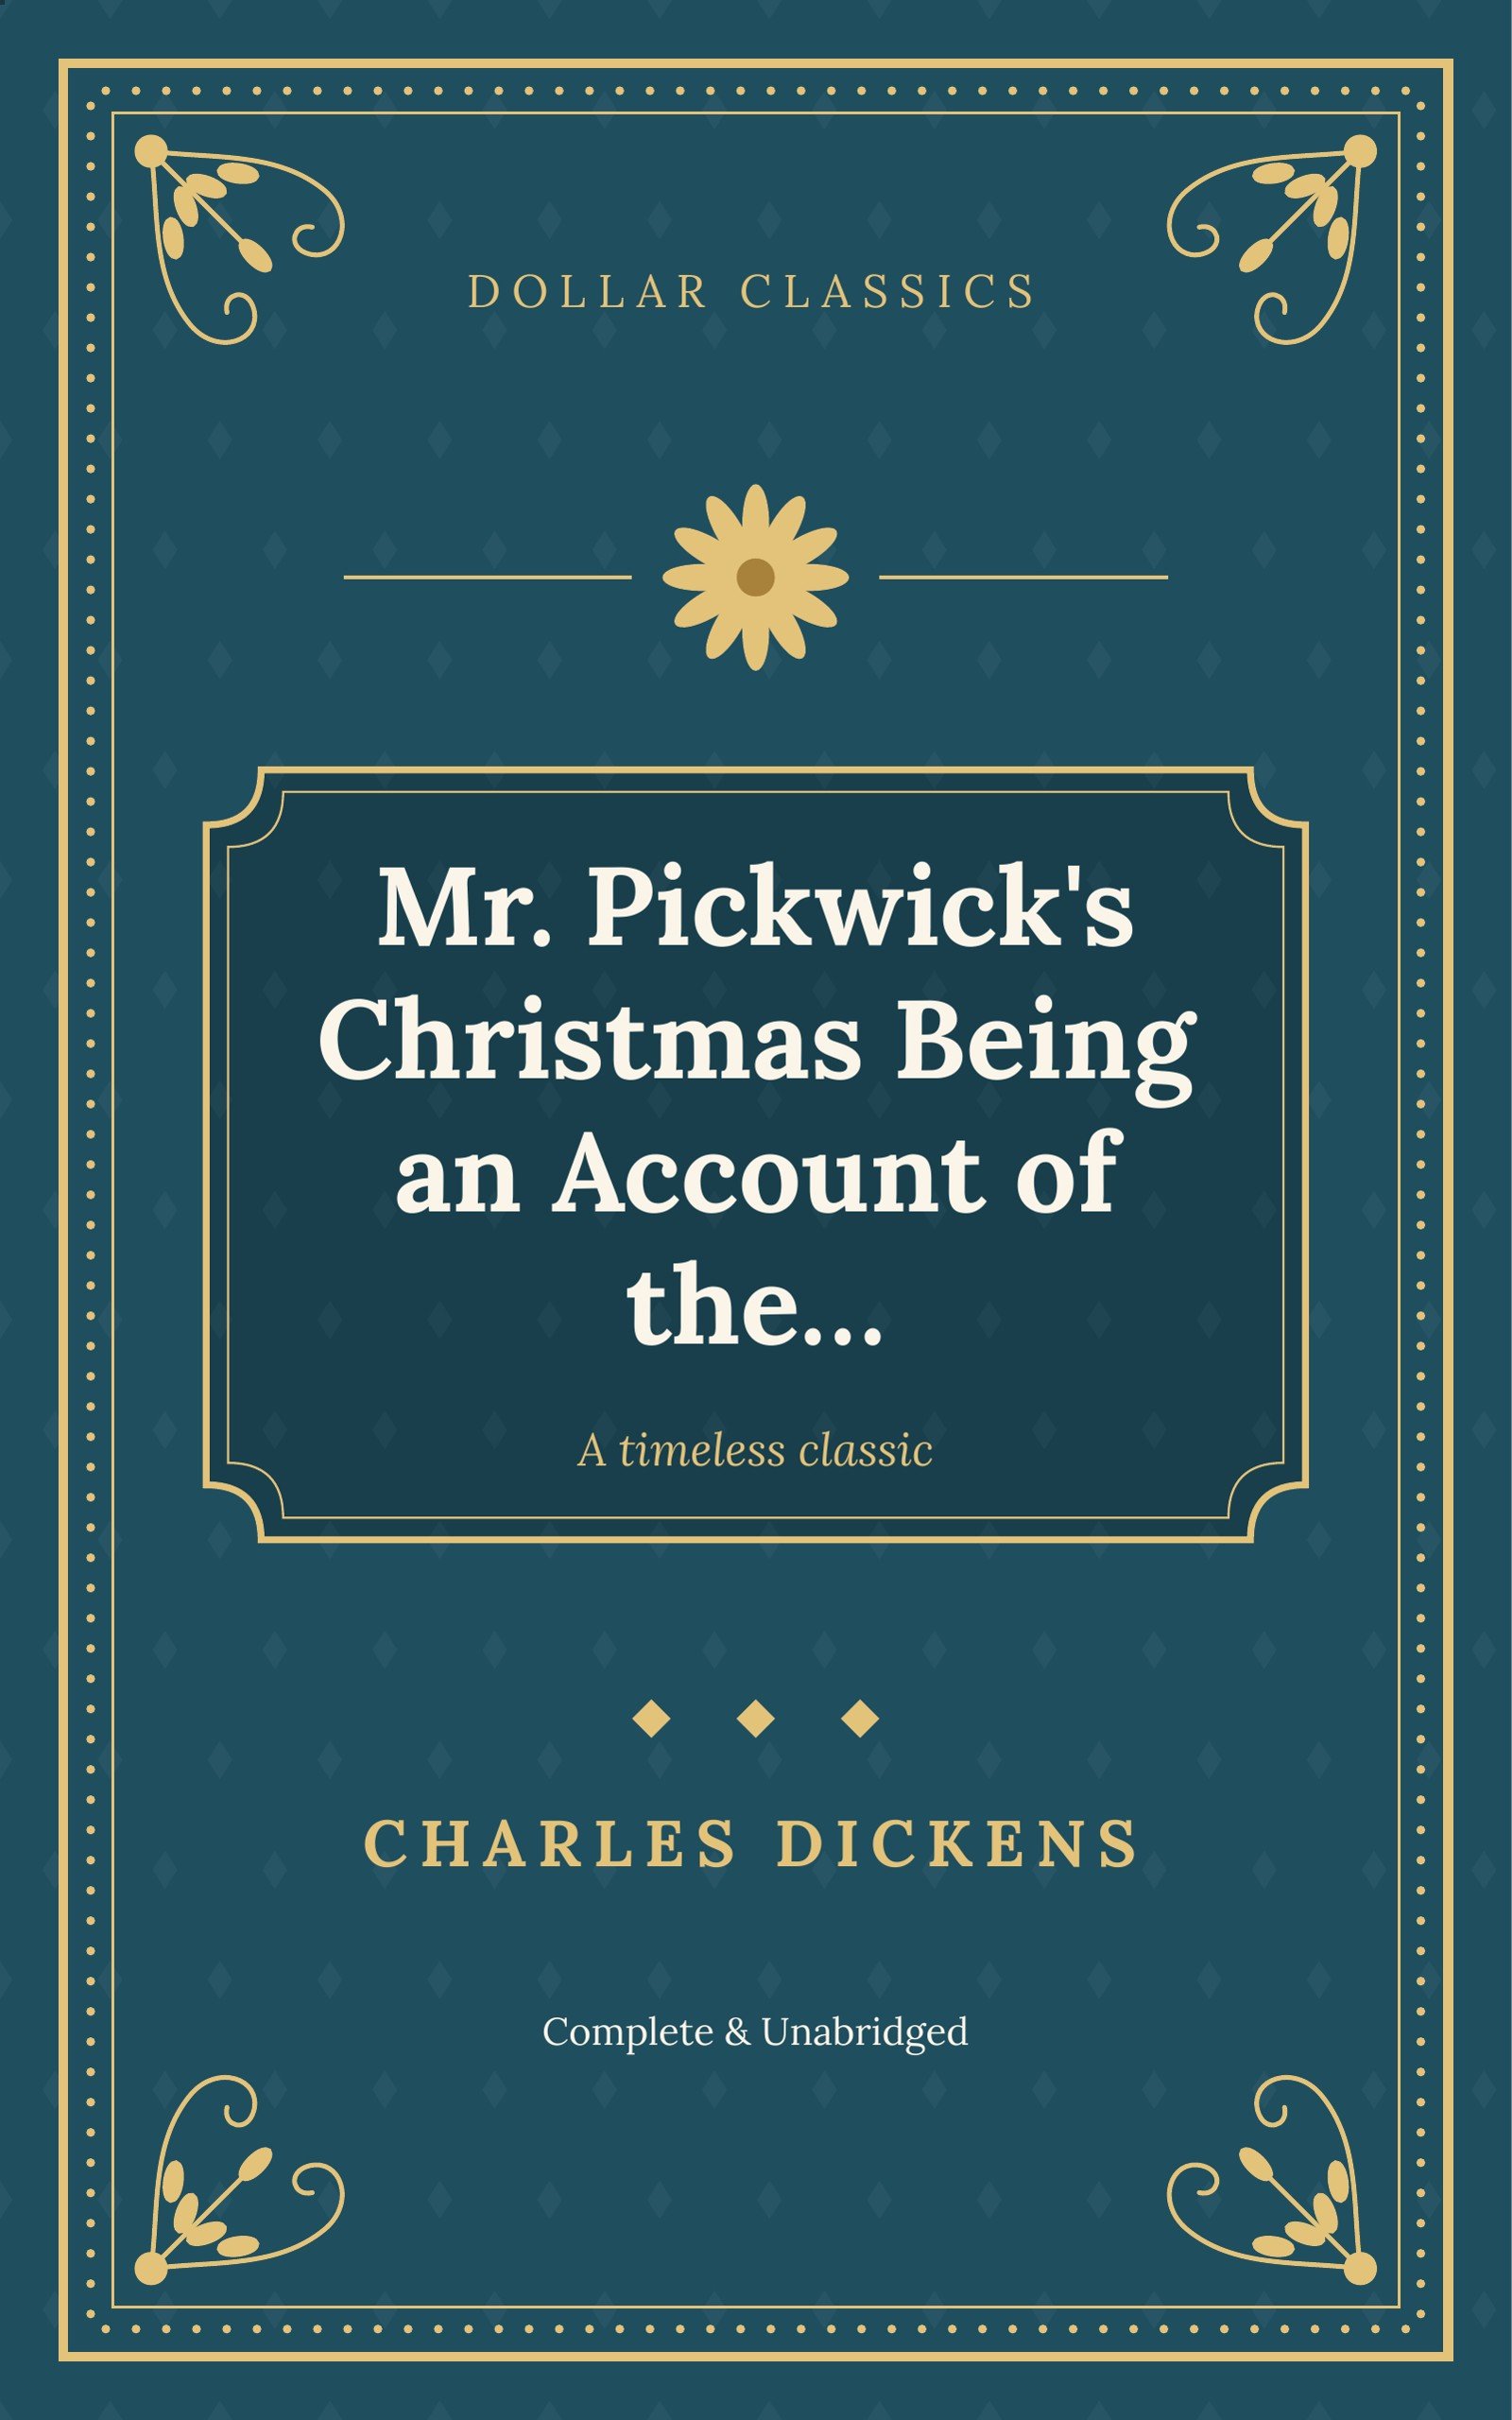 DOLLAR CLASSICS
Mr. Pickwick's
Christmas Being
an Account of
the...
A timeless classic
CHARLES DICKENS
Complete & Unabridged